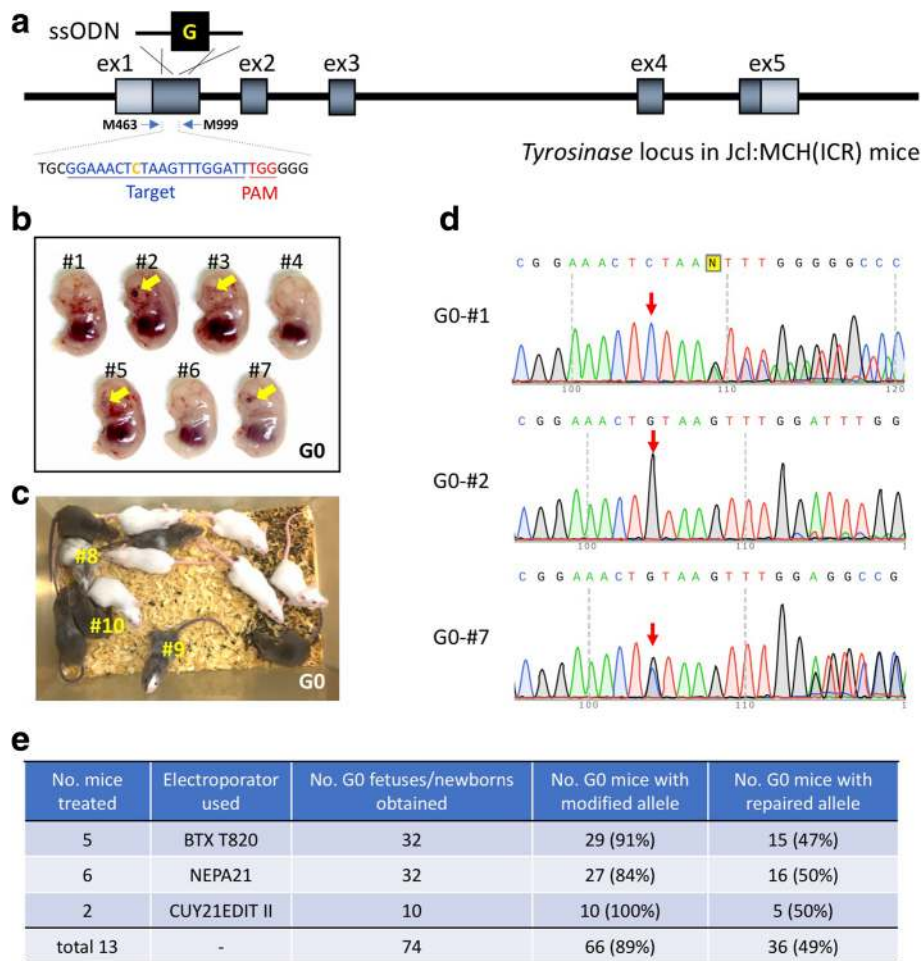 a
ssODN
G
ex1
ex2
ex3
ex4
ex5
M463
M999
TGCGGAAACTCTAAGTTTGGATTTGGGGG
Target
PAM
Tyrosinase locus in Jcl:MCH(ICR) mice
b
#1
#2
#3
#4
#5
#6
#7
G0
c
#8
#10
#9
G0
d
C G G A A A C T C T A A N T T T G G G G G C C C
G0-#1
100
110
120
C G G A A A C T G T A A G T T T G G A T T T G G
G0-#2
100
110
1
C G G A A A C T G T A A G T T T G G A G G C C G
G0-#7
100
110
1
e
No. mice treated
Electroporator used
No. G0 fetuses/newborns obtained
No. G0 mice with modified allele
No. G0 mice with repaired allele
5 BTX T820 32 29 (91%) 15 (47%)
6 NEPA21 32 27 (84%) 16 (50%)
2 CUY21EDIT II 10 10 (100%) 5 (50%)
total 13 - 74 66 (89%) 36 (49%)